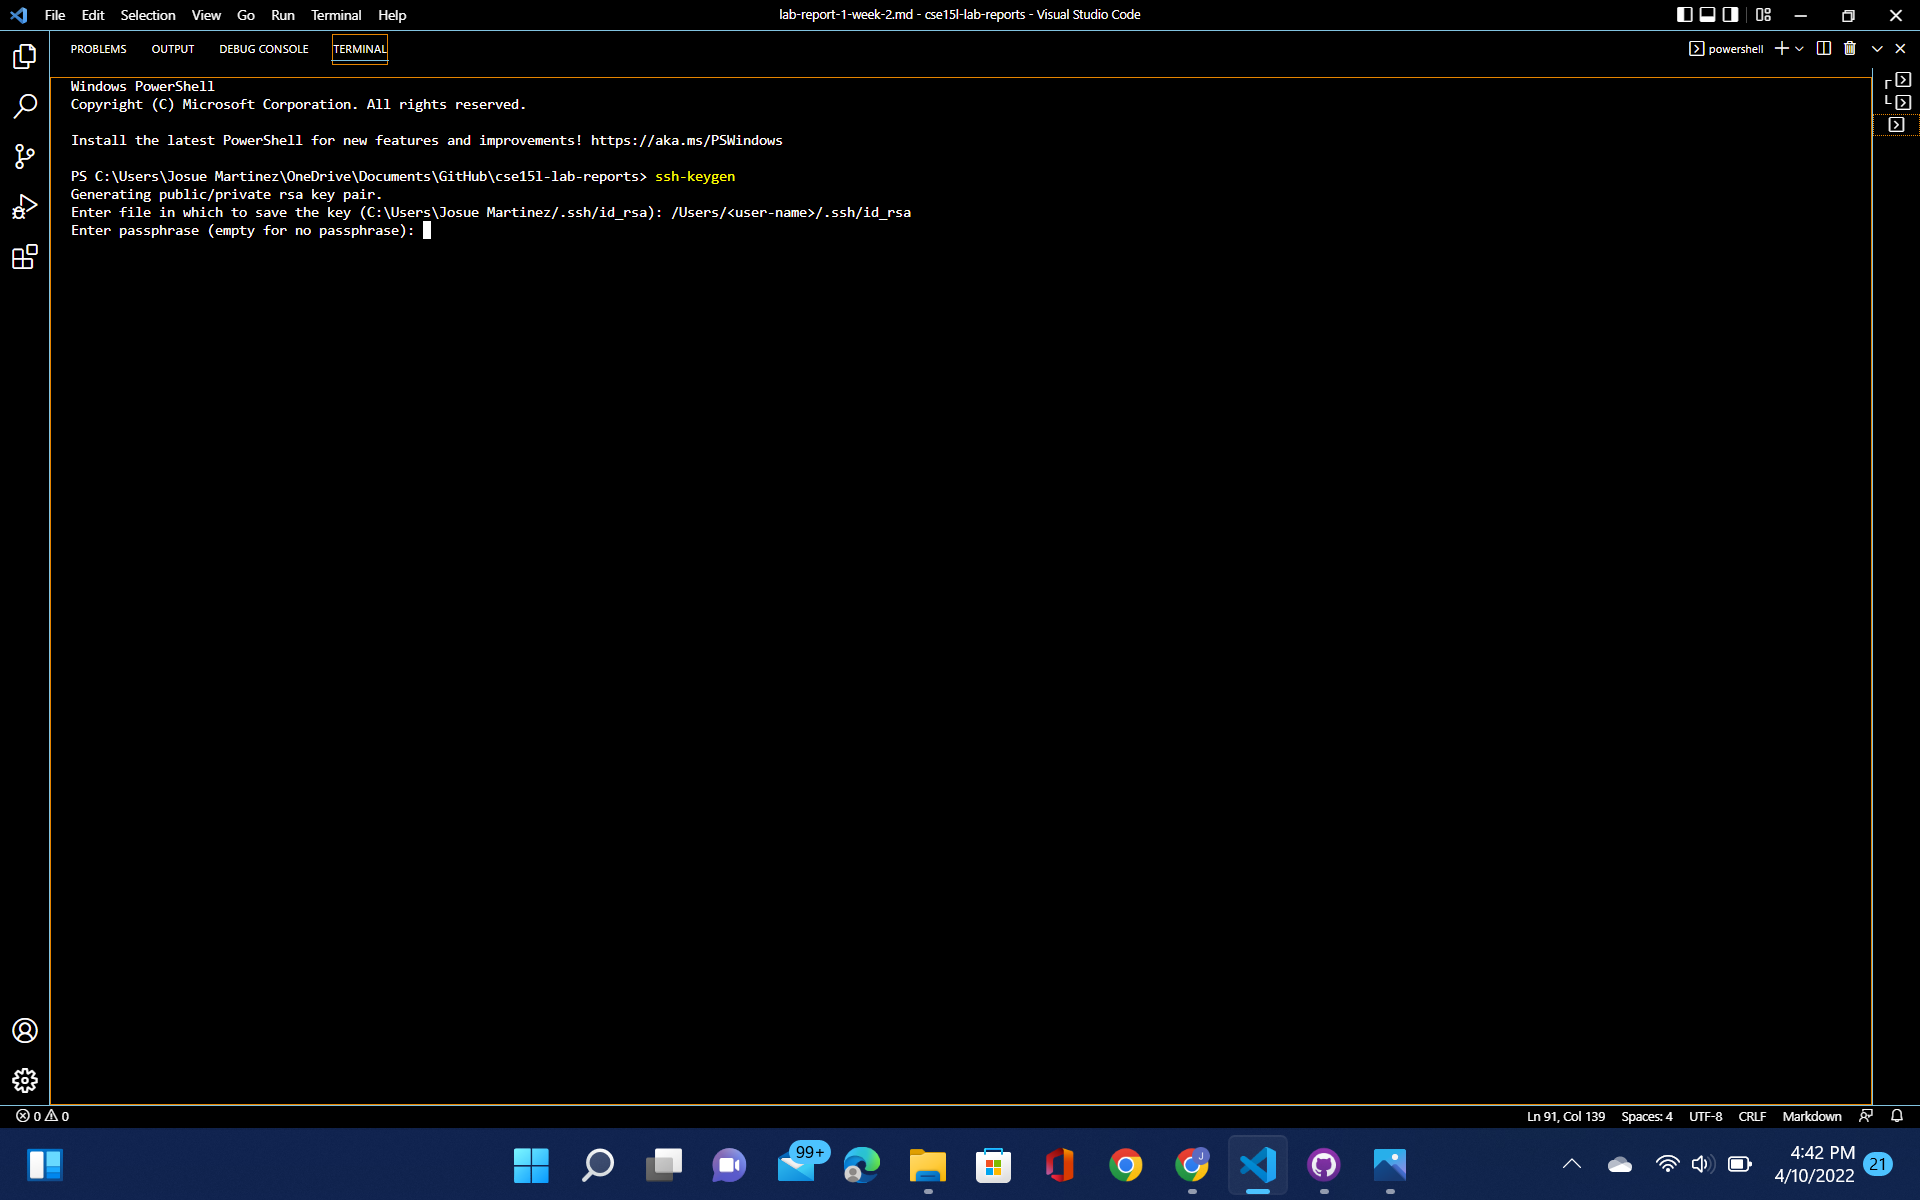 File Edit Selection View Go Run Terminal Help
lab-report-1-week-2.md - cse15l-lab-reports - Visual Studio Code
PROBLEMS OUTPUT DEBUG CONSOLE TERMINAL
powershell
Windows PowerShell
Copyright (C) Microsoft Corporation. All rights reserved.
Install the latest PowerShell for new features and improvements! https://aka.ms/PSWindows
PS C:\Users\Josue Martinez\OneDrive\Documents\GitHub\cse15l-lab-reports> ssh-keygen
Generating public/private rsa key pair.
Enter file in which to save the key (C:\Users\Josue Martinez/.ssh/id_rsa): /Users/<user-name>/.ssh/id_rsa
Enter passphrase (empty for no passphrase):
0 0
Ln 91, Col 139 Spaces: 4 UTF-8 CRLF Markdown
99+
J
4:42 PM
4/10/2022
21